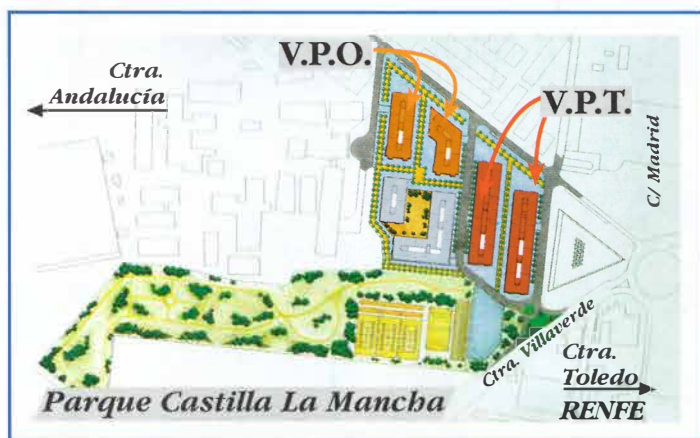 V.P.O.
Ctra.
Andalucía
V.P.T.
C/ Madrid
Ctra. Villaverde
Ctra.
Toledo
RENFE
Parque Castilla La Mancha